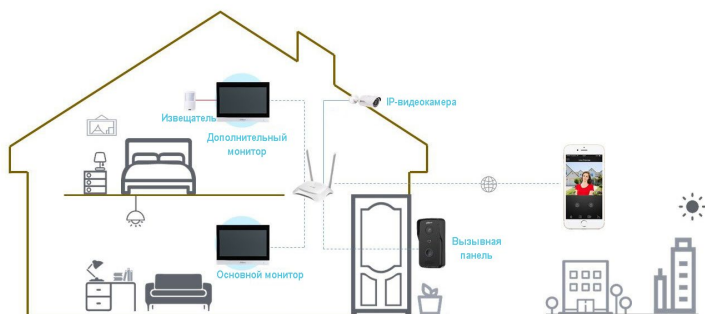 IP-видеокамера
Извещатель
Дополнительный
монитор
Вызывная
панель
Основной монитор